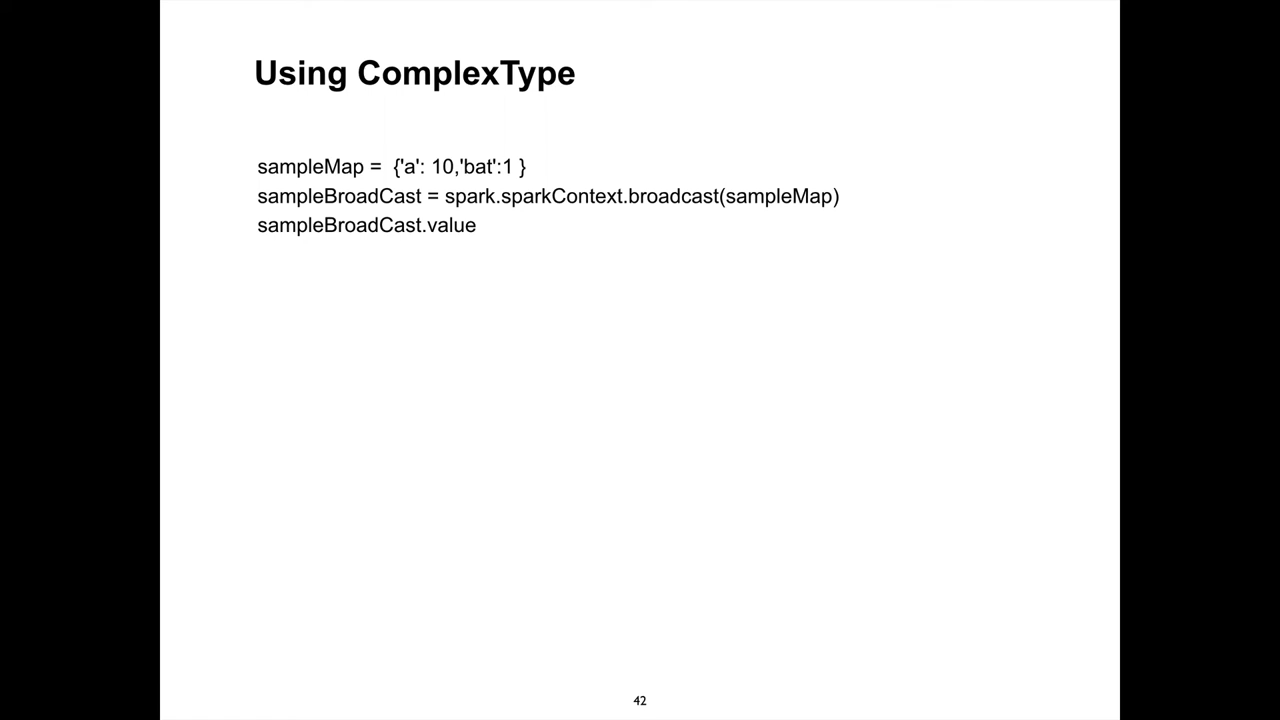 Using ComplexType
sampleMap =  {'a': 10,'bat':1 }
sampleBroadCast = spark.sparkContext.broadcast(sampleMap)
sampleBroadCast.value
42